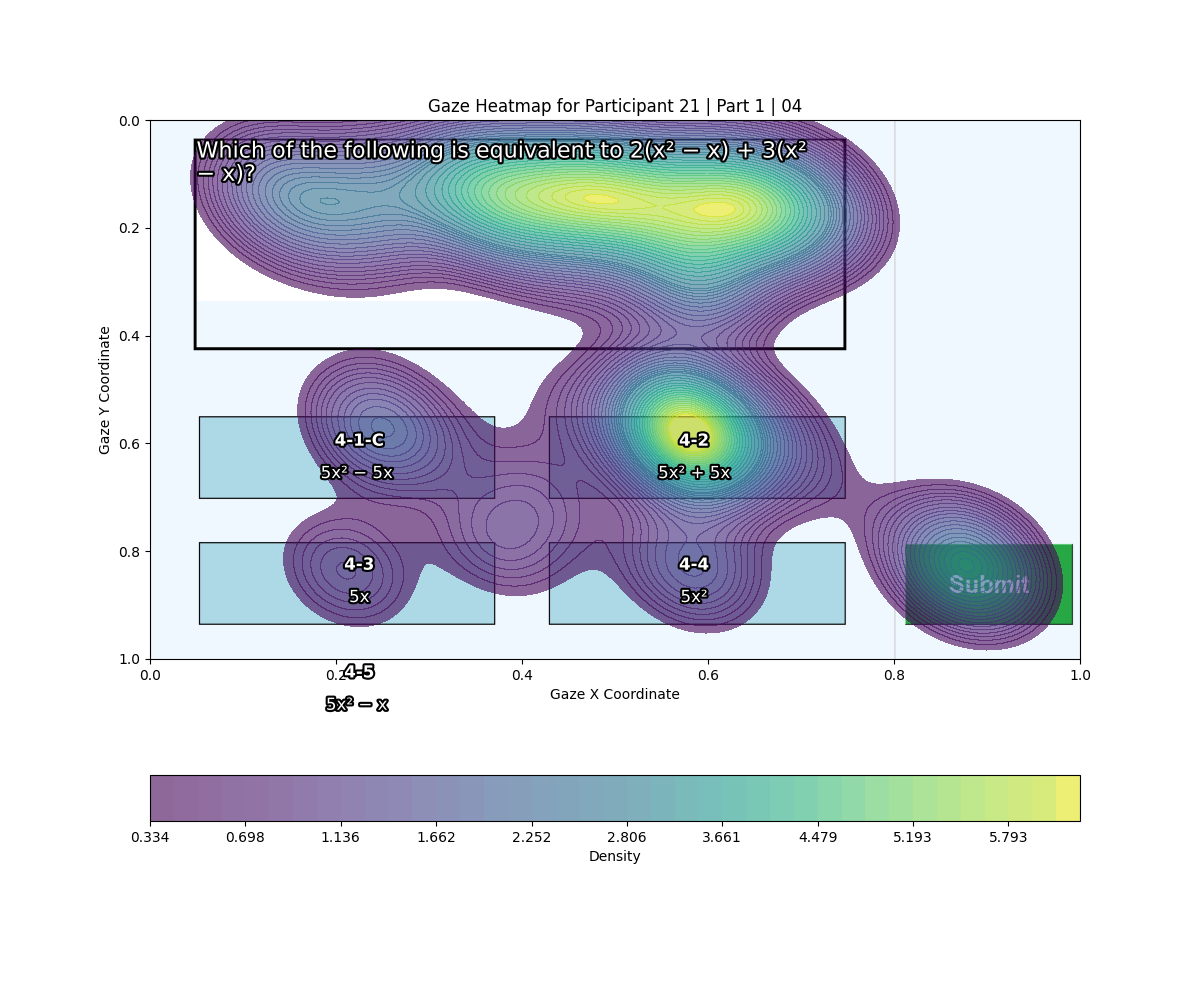 Gaze Heatmap for Participant 21 | Part 1 | 04
Which of the following is equivalent to 2(x² − x) + 3(x²
− x)?
0.0
0.2
0.4
0.6
0.8
1.0
Gaze Y Coordinate
4-1-C
5x² − 5x
4-2
5x² + 5x
4-3
5x
4-4
5x²
Submit
0.0
0.2
0.4
0.6
0.8
1.0
4-5
5x² − x
Gaze X Coordinate
0.334
0.698
1.136
1.662
2.252
2.806
3.661
4.479
5.193
5.793
Density